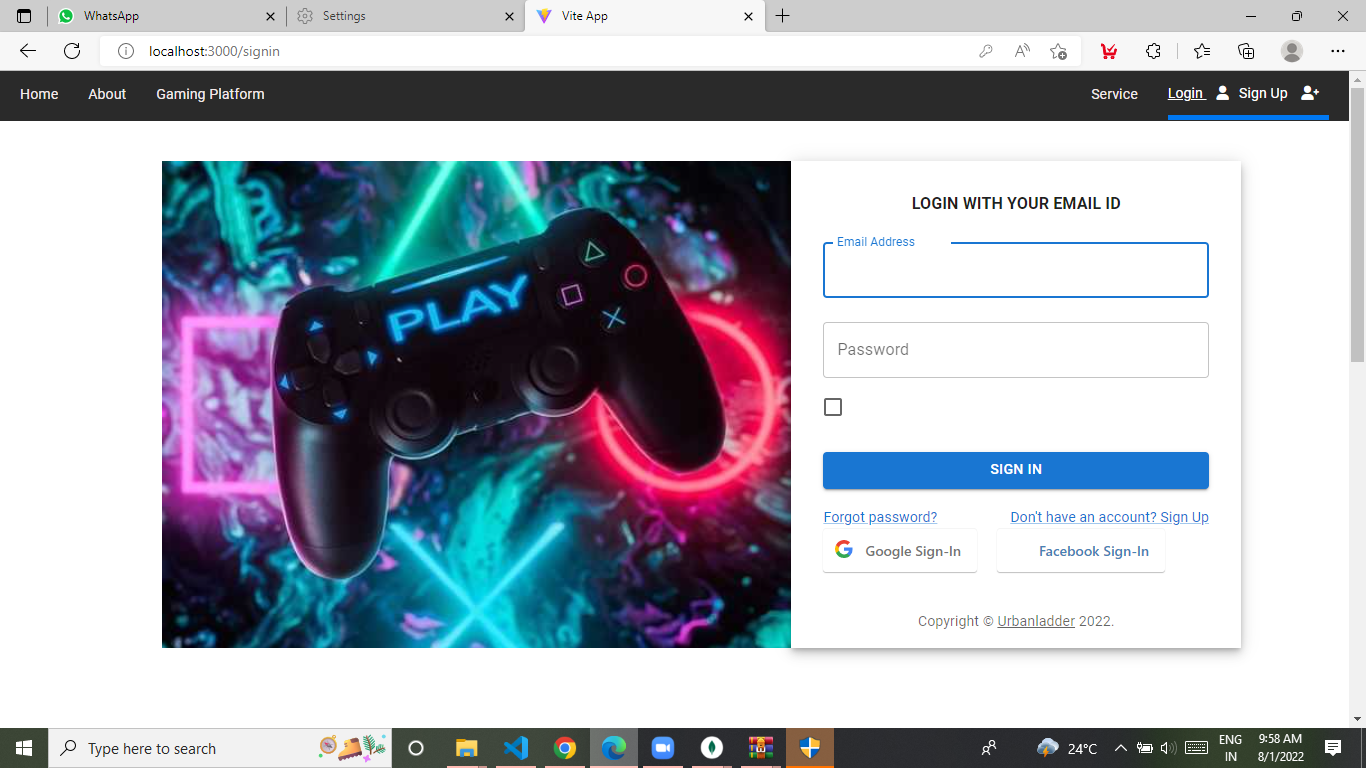 WhatsApp
Settings
Vite App
localhost:3000/signin
Home About Gaming Platform Service Login Sign Up
PLAY
LOGIN WITH YOUR EMAIL ID
Email Address
Password
SIGN IN
Forgot password? Don't have an account? Sign Up
Google Sign-In Facebook Sign-In
Copyright © Urbanladder 2022.
Type here to search
24°C
ENG
IN
9:58 AM
8/1/2022